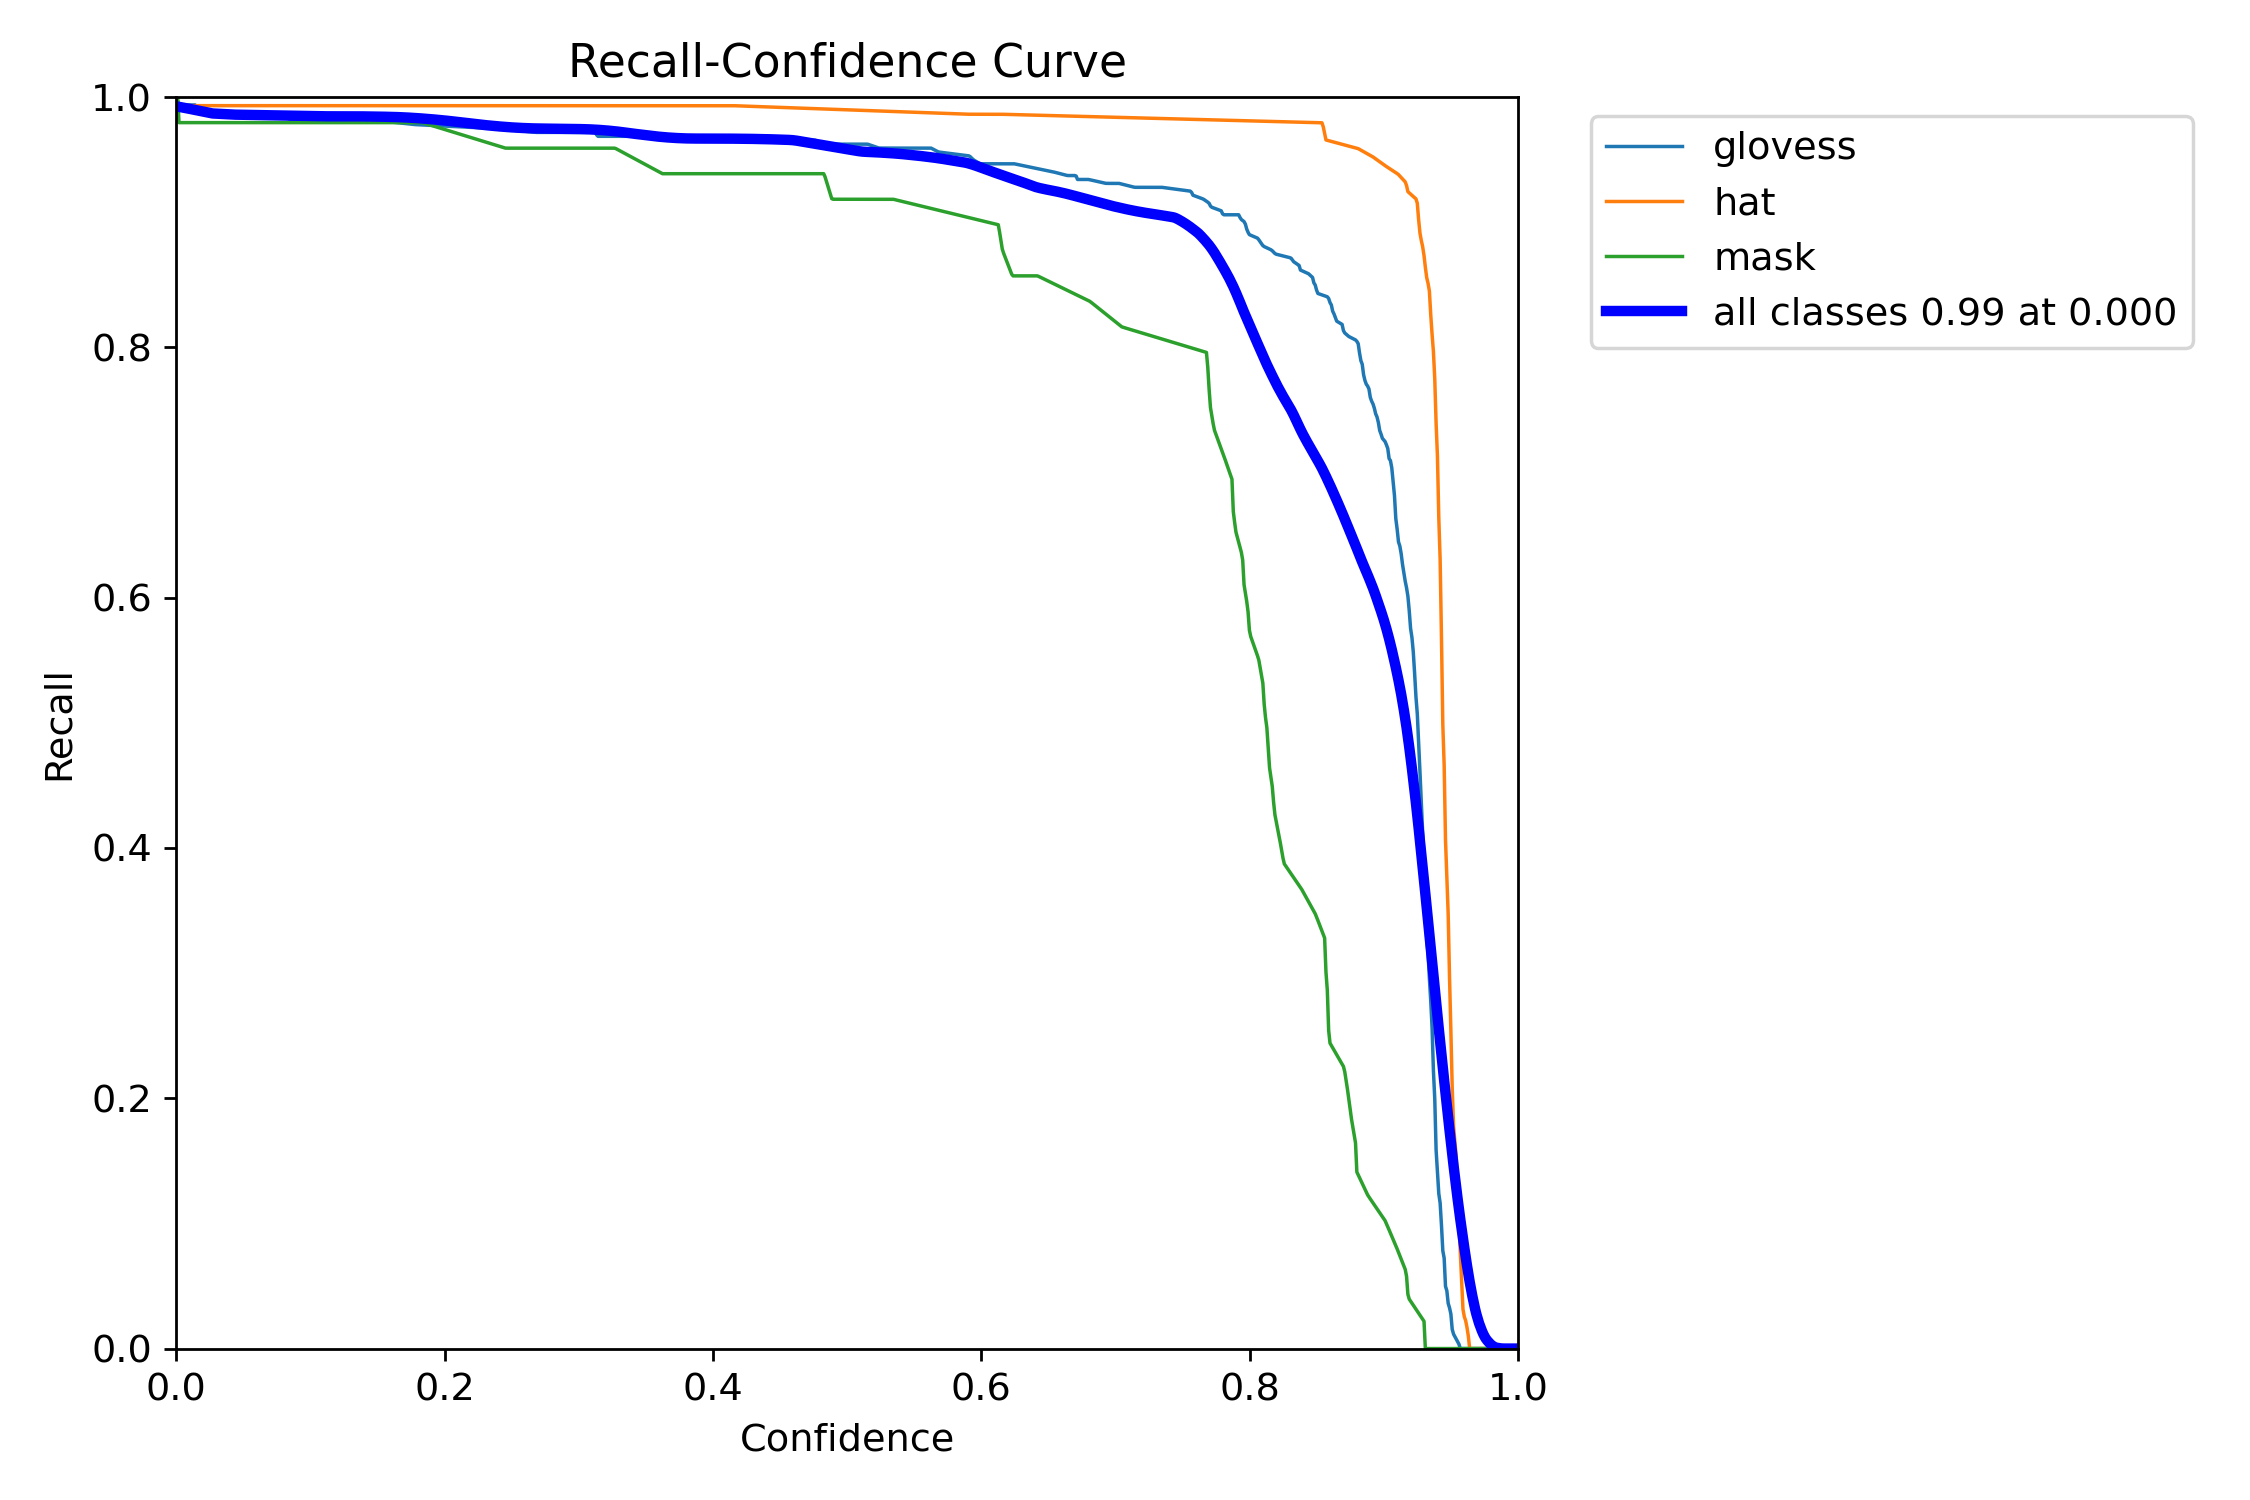 Recall-Confidence Curve
1.0
0.8
0.6
0.4
0.2
0.0
Recall
0.0 0.2 0.4 0.6 0.8 1.0
Confidence
glovess
hat
mask
all classes 0.99 at 0.000